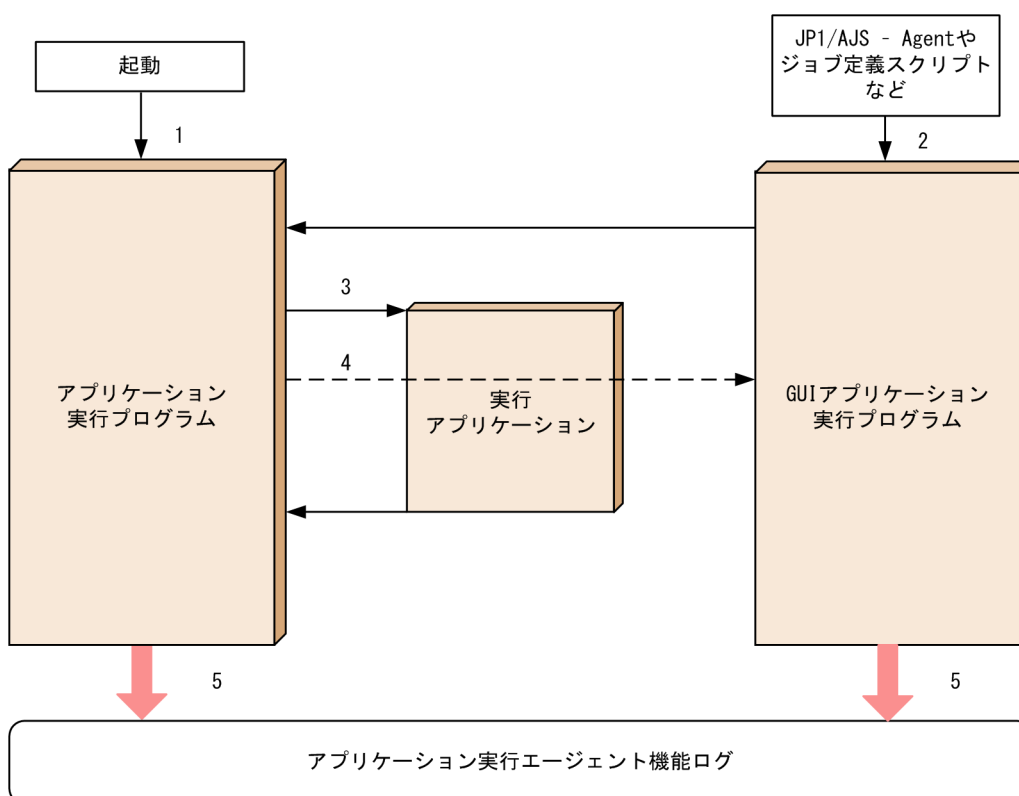 起動
JP1/AJS - Agentや
ジョブ定義スクリプト
など
1
2
3
4
アプリケーション
実行プログラム
実行
アプリケーション
GUIアプリケーション
実行プログラム
5
5
アプリケーション実行エージェント機能ログ